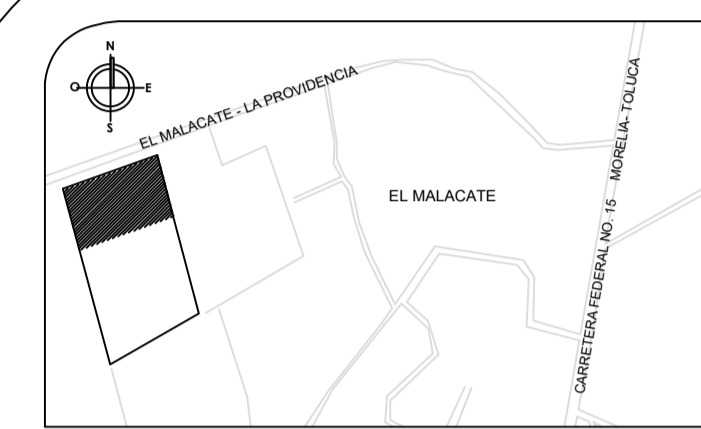 N
O E
S
EL MALACATE - LA PROVIDENCIA
EL MALACATE
CARRETERA FEDERAL NO. 15 MORELIA- TOLUCA